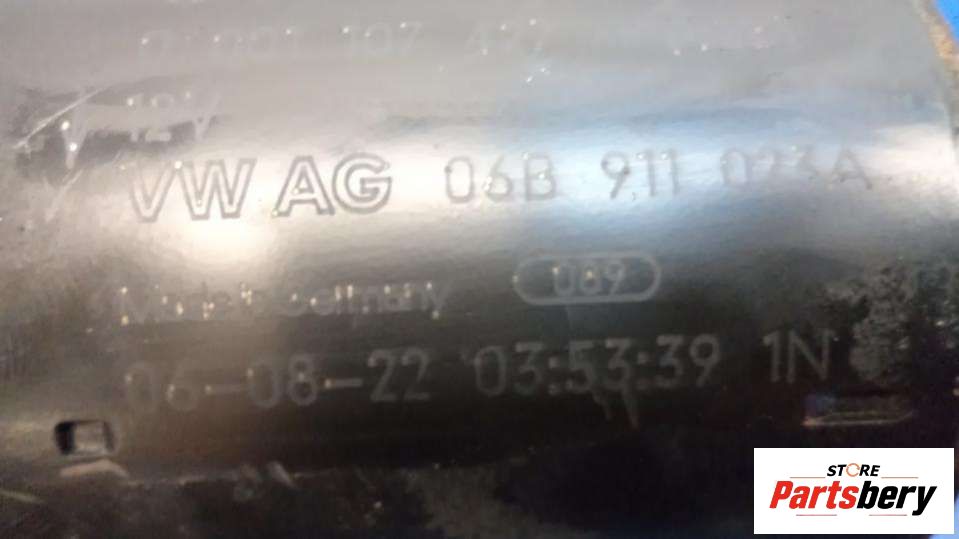 VW AG 06B 911 023A
Made in Germany 089
06-08-22 03:53:39 1N
STORE
Partsbery